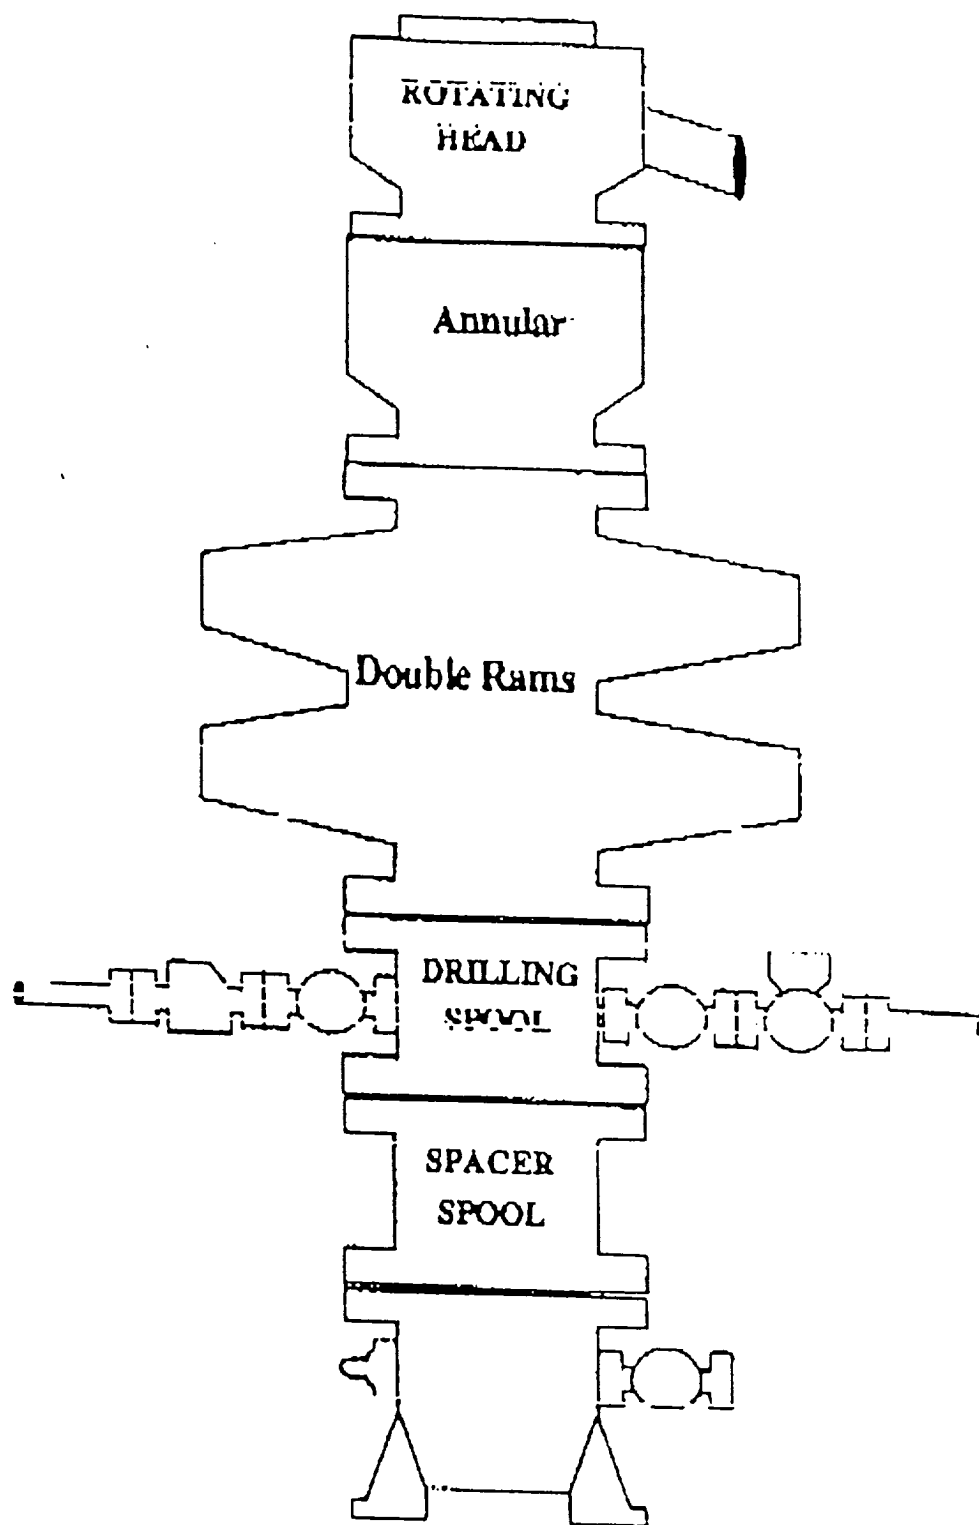 ROTATING
HEAD
Annular
Double Rams
DRILLING
SPOOL
SPACER
SPOOL